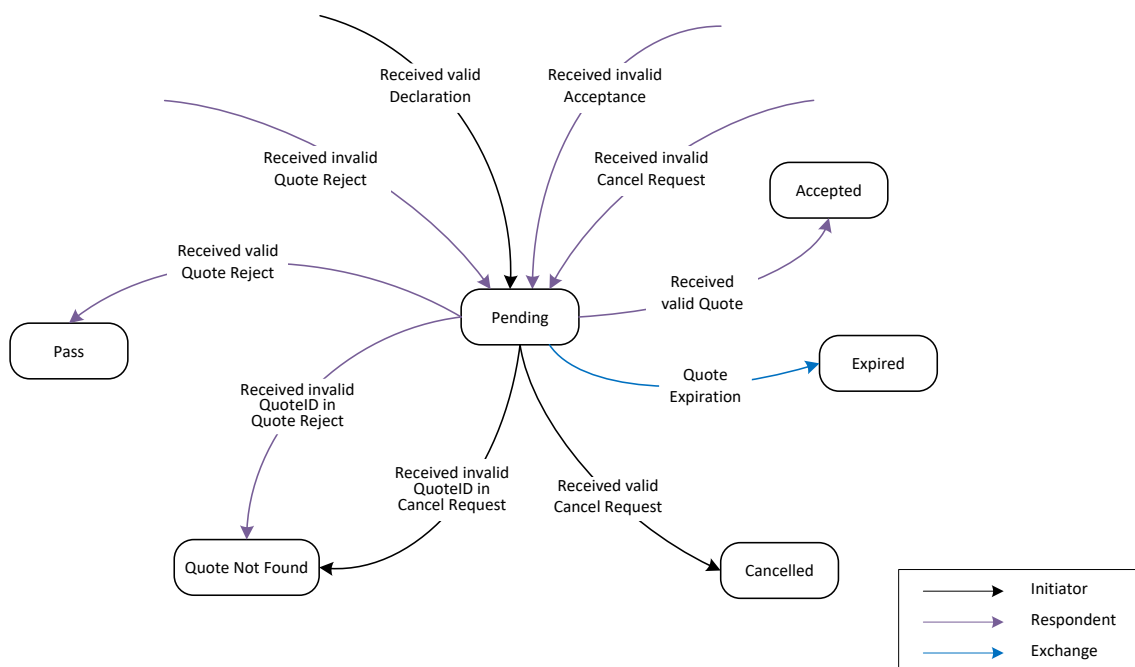 Received valid
Declaration
Received invalid
Acceptance
Received invalid
Quote Reject
Received invalid
Cancel Request
Accepted
Received valid
Quote Reject
Received
valid Quote
Pending
Pass
Expired
Quote
Expiration
Received invalid
QuoteID in
Quote Reject
Received invalid
QuoteID in
Cancel Request
Received valid
Cancel Request
Quote Not Found
Cancelled
Initiator
Respondent
Exchange